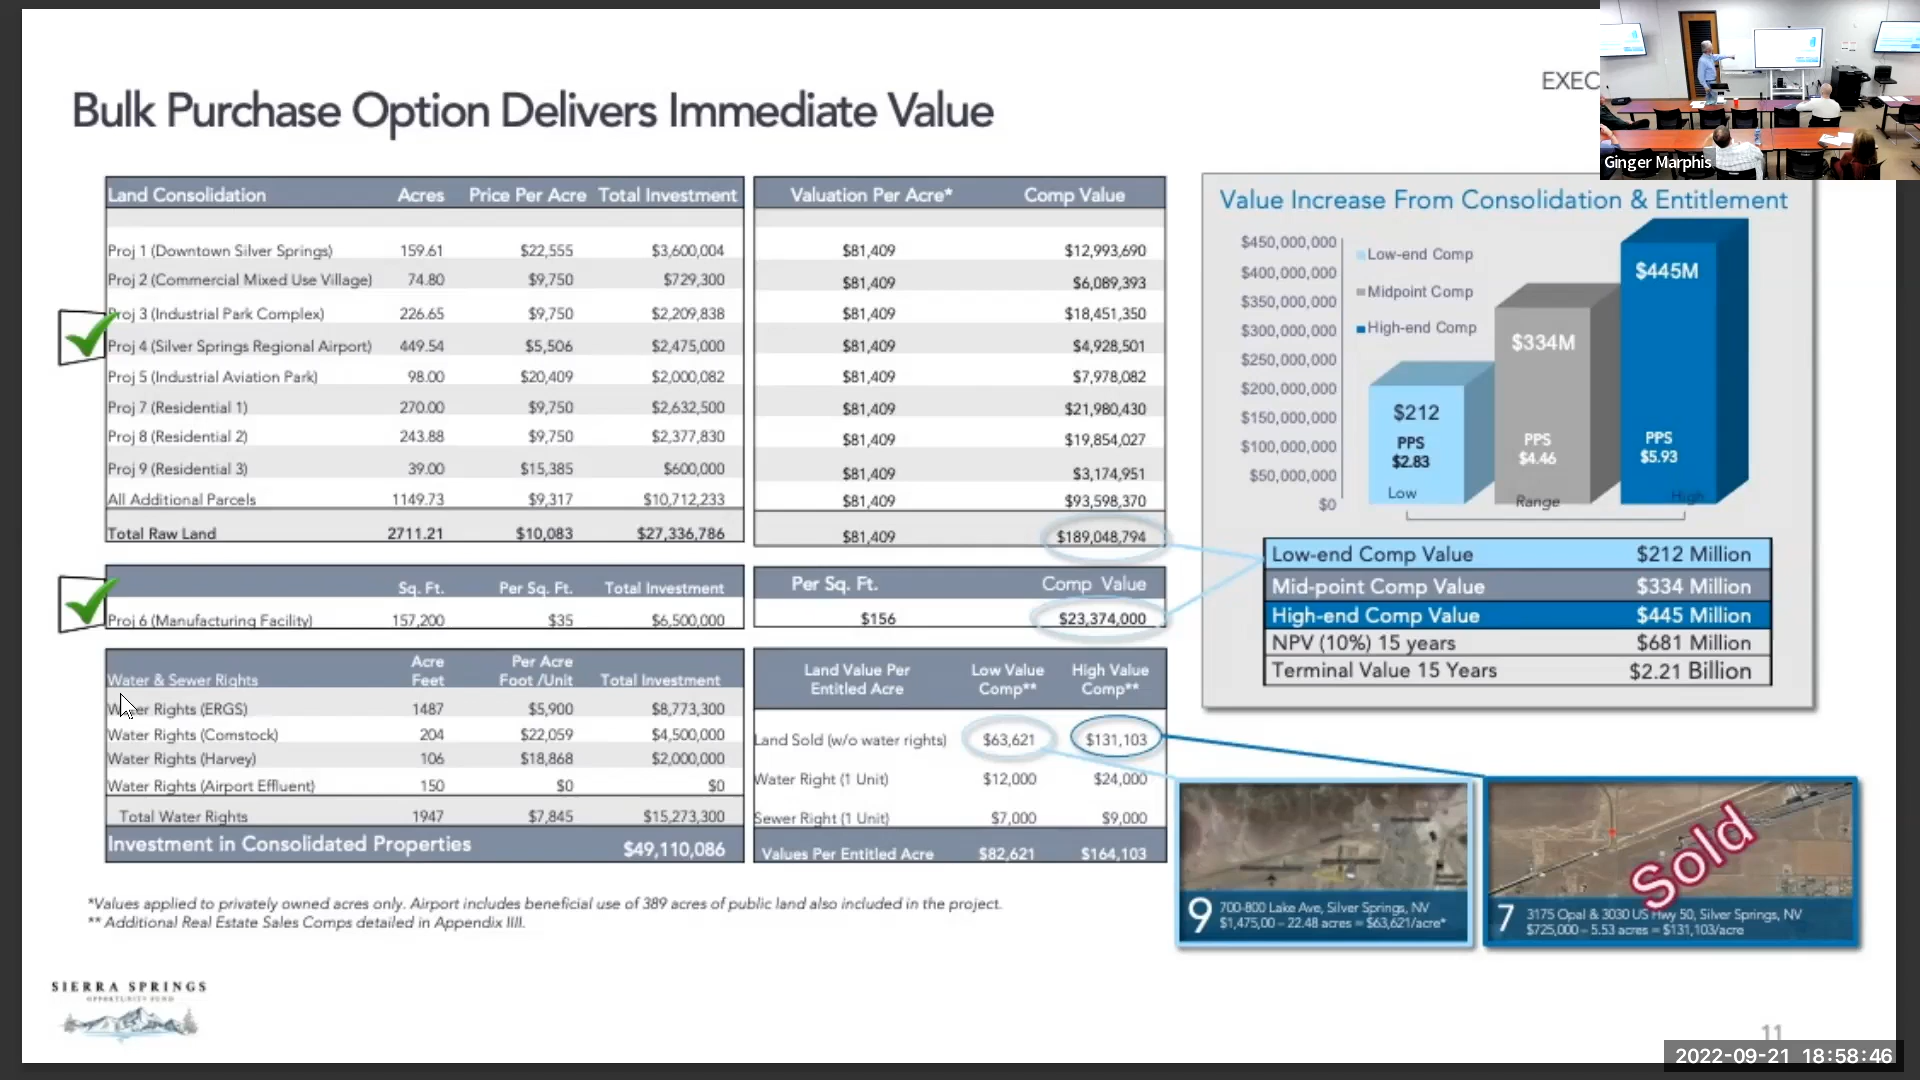 EXEC
Ginger Marphis
Bulk Purchase Option Delivers Immediate Value
Land Consolidation Acres Price Per Acre Total Investment
Proj 1 (Downtown Silver Springs) 159.61 $22,555 $3,600,004
Proj 2 (Commercial Mixed Use Village) 74.80 $9,750 $729,300
Proj 3 (Industrial Park Complex) 226.65 $9,750 $2,209,838
Proj 4 (Silver Springs Regional Airport) 449.54 $5,506 $2,475,000
Proj 5 (Industrial Aviation Park) 98.00 $20,409 $2,000,082
Proj 7 (Residential 1) 270.00 $9,750 $2,632,500
Proj 8 (Residential 2) 243.88 $9,750 $2,377,830
Proj 9 (Residential 3) 39.00 $15,385 $600,000
All Additional Parcels 1149.73 $9,317 $10,712,233
Total Raw Land 2711.21 $10,083 $27,336,786
Valuation Per Acre* Comp Value
$81,409 $12,993,690
$81,409 $6,089,393
$81,409 $18,451,350
$81,409 $4,928,501
$81,409 $7,978,082
$81,409 $21,980,430
$81,409 $19,854,027
$81,409 $3,174,951
$81,409 $93,598,370
$81,409 $189,048,794
Sq. Ft. Per Sq. Ft. Total Investment
Proj 6 (Manufacturing Facility) 157,200 $35 $6,500,000
Per Sq. Ft. Comp Value
$156 $23,374,000
Water & Sewer Rights Acre Feet Per Acre Foot /Unit Total Investment
Water Rights (ERGS) 1487 $5,900 $8,773,300
Water Rights (Comstock) 204 $22,059 $4,500,000
Water Rights (Harvey) 106 $18,868 $2,000,000
Water Rights (Airport Effluent) 150 $0 $0
Total Water Rights 1947 $7,845 $15,273,300
Investment in Consolidated Properties $49,110,086
Land Value Per Entitled Acre Low Value Comp** High Value Comp**
Land Sold (w/o water rights) $63,621 $131,103
Water Right (1 Unit) $12,000 $24,000
Sewer Right (1 Unit) $7,000 $9,000
Values Per Entitled Acre $82,621 $164,103
*Values applied to privately owned acres only. Airport includes beneficial use of 389 acres of public land also included in the project.
** Additional Real Estate Sales Comps detailed in Appendix IIII.
Value Increase From Consolidation & Entitlement
$450,000,000
$400,000,000
$350,000,000
$300,000,000
$250,000,000
$200,000,000
$150,000,000
$100,000,000
$50,000,000
$0
Low-end Comp
Midpoint Comp
High-end Comp
$212
PPS
$2.83
Low
$334M
PPS
$4.46
Range
$445M
PPS
$5.93
High
Low-end Comp Value $212 Million
Mid-point Comp Value $334 Million
High-end Comp Value $445 Million
NPV (10%) 15 years $681 Million
Terminal Value 15 Years $2.21 Billion
9 700-800 Lake Ave, Silver Springs, NV
$1,475,00 – 22.48 acres = $63,621/acre*
Sold
7 3175 Opal & 3030 US Hwy 50, Silver Springs, NV
$725,000 – 5.53 acres = $131,103/acre
SIERRA SPRINGS
OPPORTUNITY FUND
11
2022-09-21 18:58:46